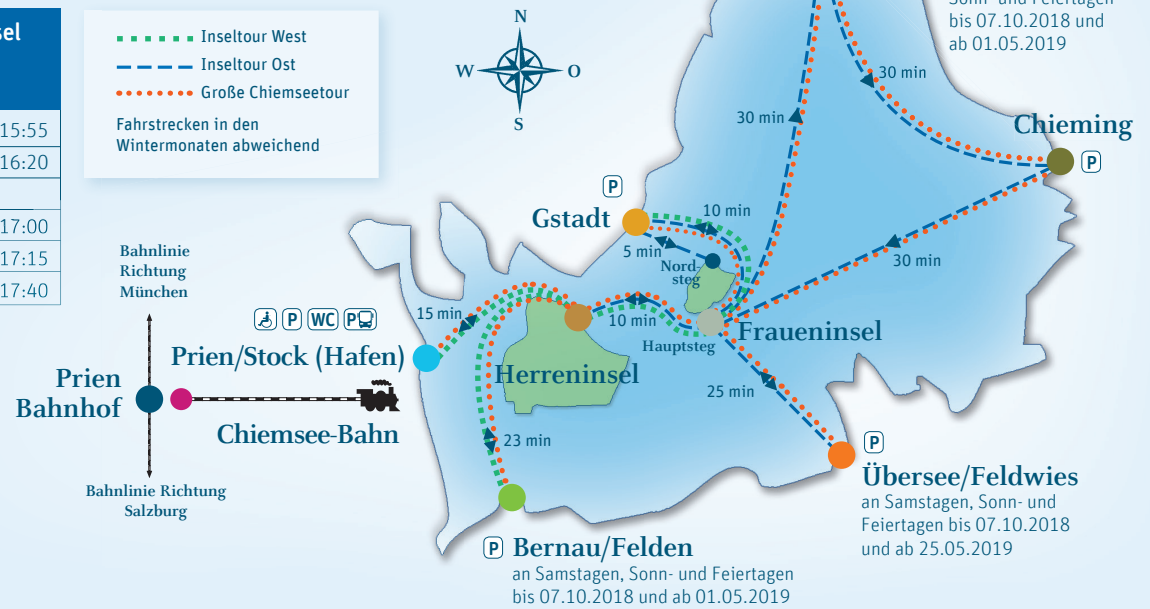 sel
15:55
16:20
17:00
17:15
17:40
Inseltour West
Inseltour Ost
Große Chiemseetour
Fahrstrecken in den
Wintermonaten abweichend
N
W
O
S
Sonn- und Feiertagen
bis 07.10.2018 und
ab 01.05.2019
30 min
30 min
Chieming
P
P
Gstadt
10 min
5 min
Nord-
steg
30 min
Bahnlinie
Richtung
München
15 min
10 min
Fraueninsel
Hauptsteg
P
WC
P
Prien/Stock (Hafen)
Herreninsel
Prien
Bahnhof
25 min
Chiemsee-Bahn
23 min
P
Übersee/Feldwies
an Samstagen, Sonn- und
Feiertagen bis 07.10.2018
und ab 25.05.2019
Bahnlinie Richtung
Salzburg
P
Bernau/Felden
an Samstagen, Sonn- und Feiertagen
bis 07.10.2018 und ab 01.05.2019